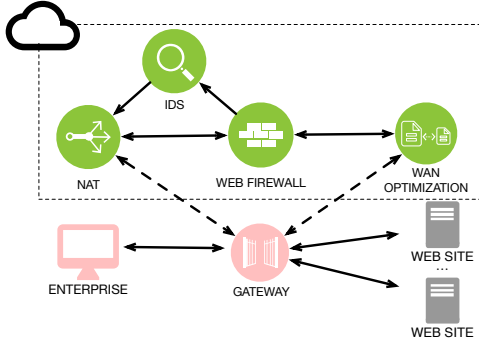 IDS
NAT
WEB FIREWALL
WAN
OPTIMIZATION
WEB SITE
...
ENTERPRISE
GATEWAY
WEB SITE